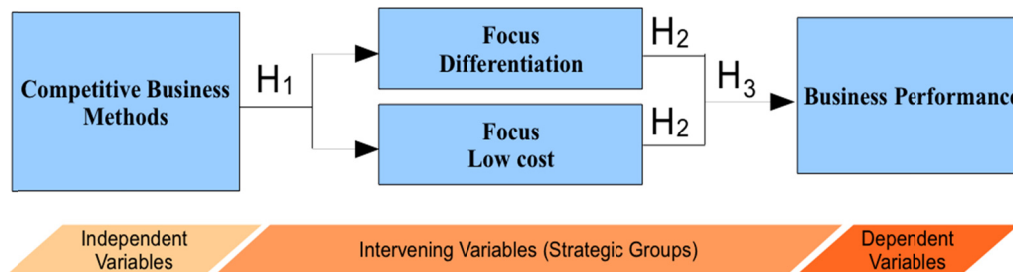 Competitive Business
Methods
H1
Focus
Differentiation
H2
Focus
Low cost
H2
H3
Business Performance
Independent
Variables
Intervening Variables (Strategic Groups)
Dependent
Variables